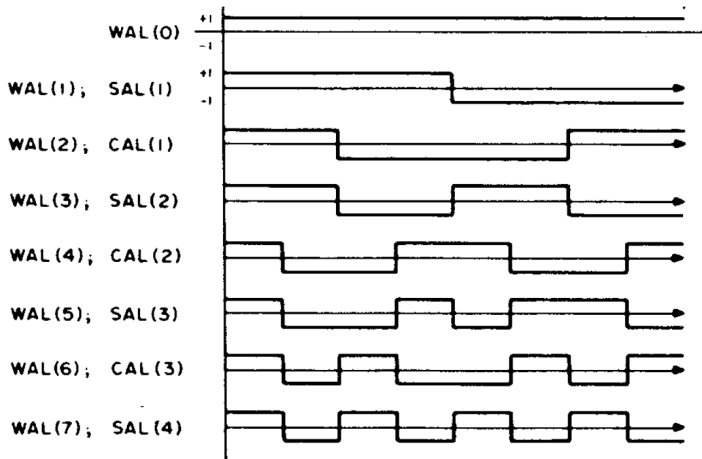 +1
WAL(0)
-1
+1
WAL(1); SAL(1)
-1
WAL(2); CAL(1)
WAL(3); SAL(2)
WAL(4); CAL(2)
WAL(5); SAL(3)
WAL(6); CAL(3)
WAL(7); SAL(4)